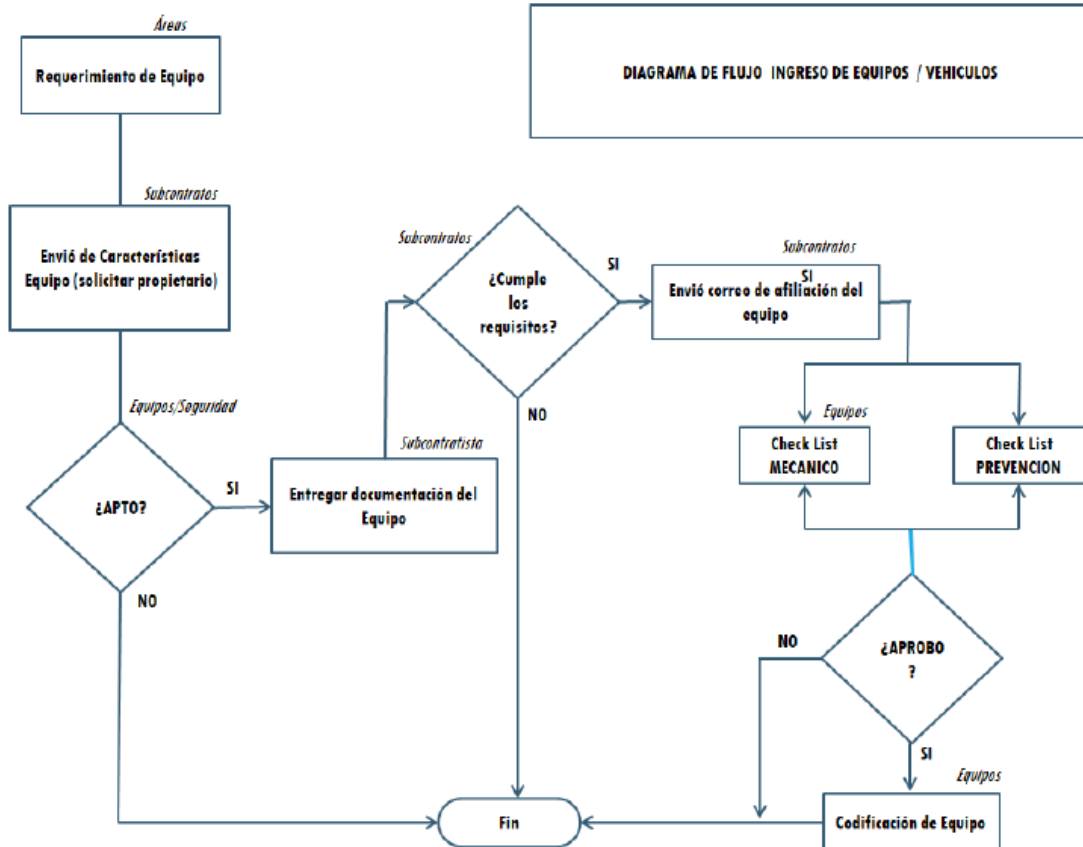 Áreas
Requerimiento de Equipo
DIAGRAMA DE FLUJO INGRESO DE EQUIPOS / VEHICULOS
Subcontratos
Envió de Características
Equipo (solicitar propietario)
Subcontratos
¿Cumple
los
requisitos?
SI
NO
Subcontratos
SI
Envió correo de afiliación del
equipo
Equipos/Seguridad
¿APTO?
SI
NO
Subcontratista
Entregar documentación del
Equipo
Equipos
Check List
MECANICO
Check List
PREVENCION
¿APROBO
?
NO
SI
Equipos
Codificación de Equipo
Fin